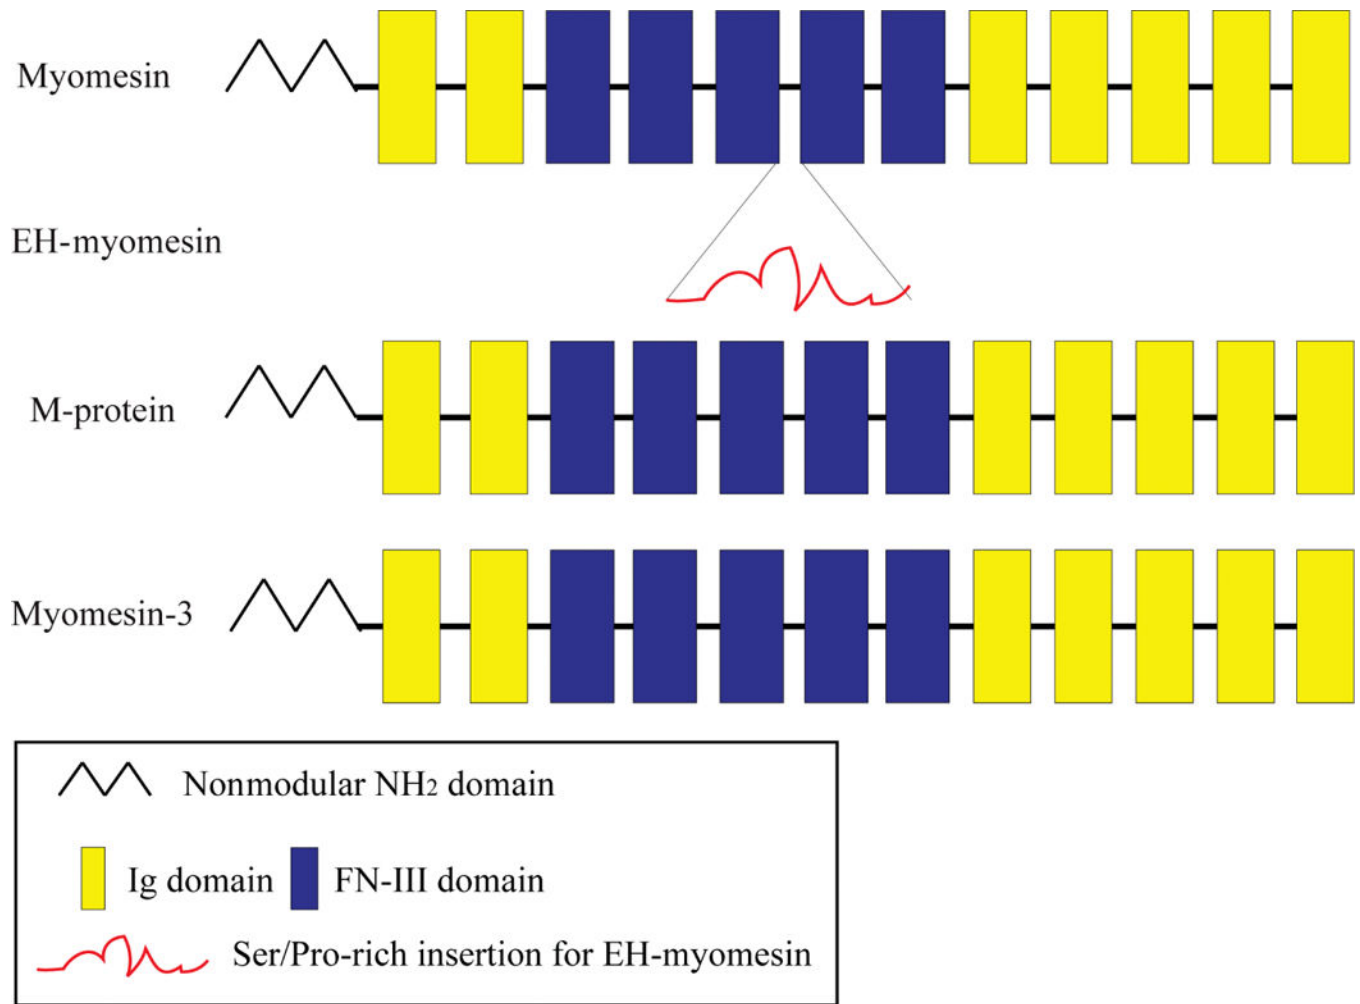 Myomesin
EH-myomesin
M-protein
Myomesin-3
Nonmodular NH2 domain
Ig domain FN-III domain
Ser/Pro-rich insertion for EH-myomesin